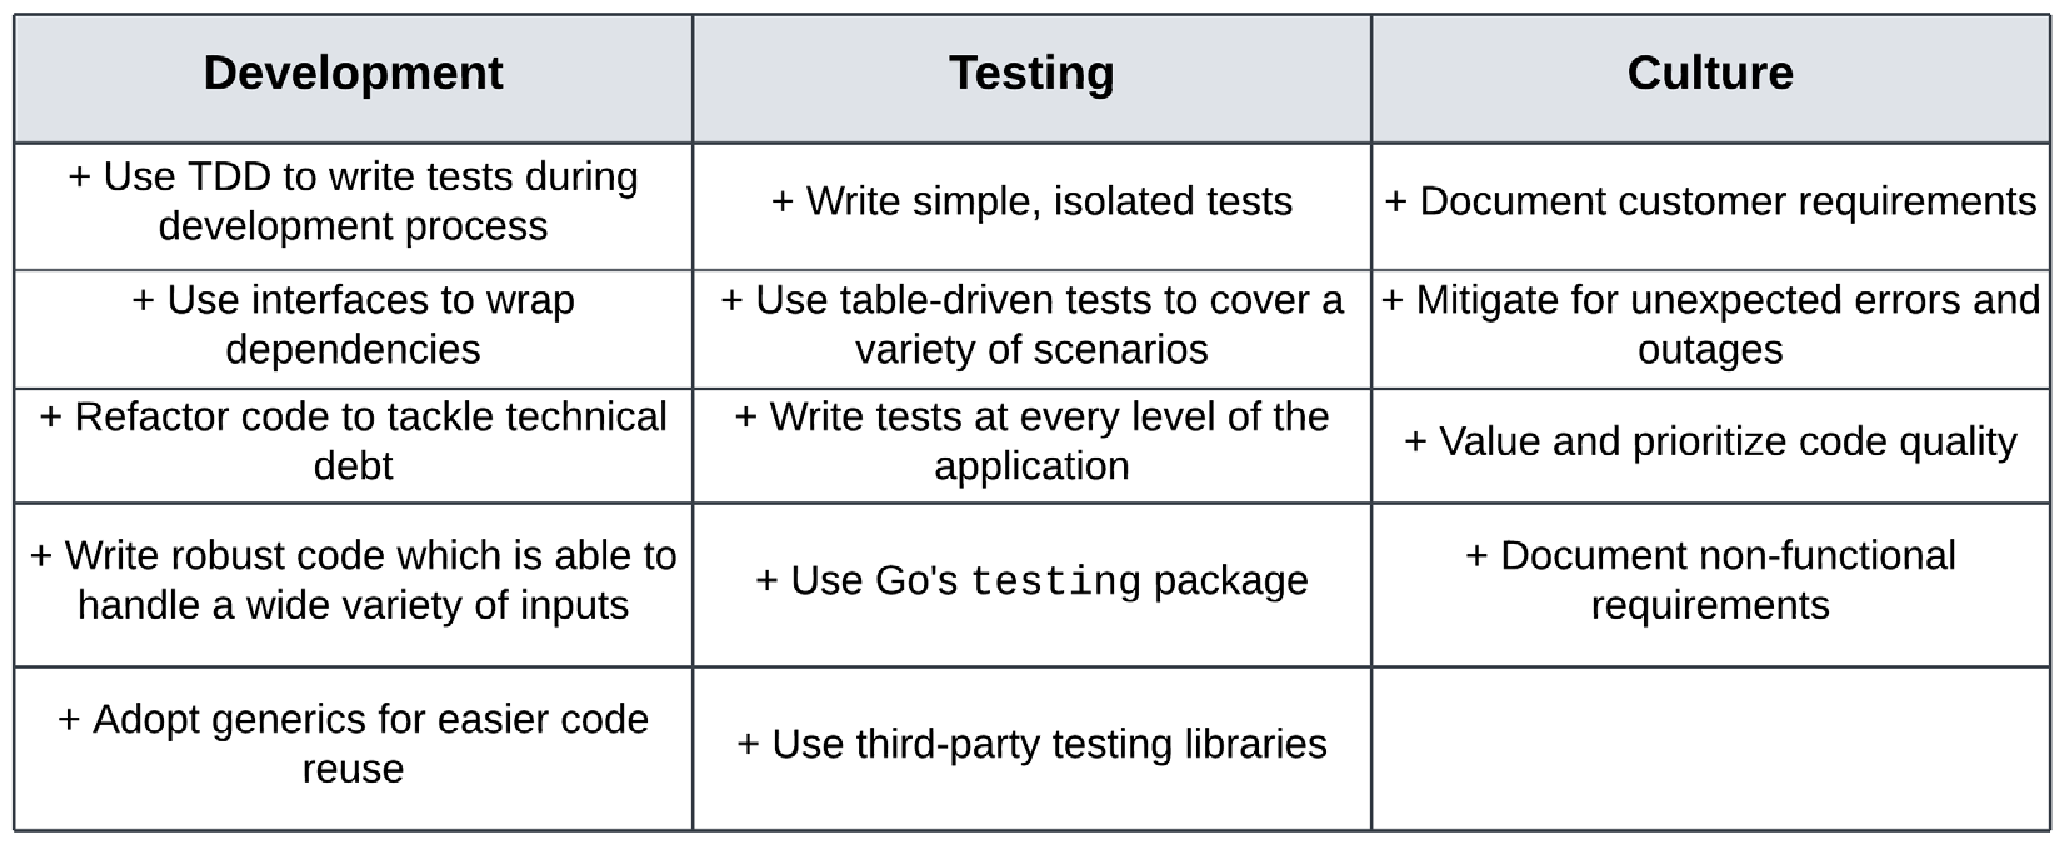 Development
Testing
Culture
+ Use TDD to write tests during
development process
+ Write simple, isolated tests
+ Document customer requirements
+ Use interfaces to wrap
dependencies
+ Use table-driven tests to cover a
variety of scenarios
+ Mitigate for unexpected errors and
outages
+ Refactor code to tackle technical
debt
+ Write tests at every level of the
application
+ Value and prioritize code quality
+ Write robust code which is able to
handle a wide variety of inputs
+ Use Go's testing package
+ Document non-functional
requirements
+ Adopt generics for easier code
reuse
+ Use third-party testing libraries